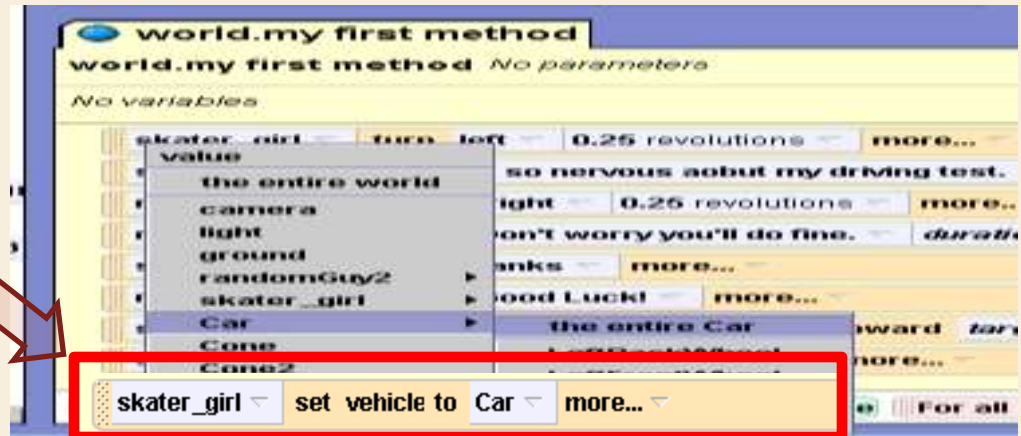 world.my first method
world.my first method No parameters
No variables
skater_girl turn left 0.25 revolutions more...
value
the entire world
so nervous aobut my driving test.
camera
ight 0.25 revolutions more..
light
on't worry you'll do fine.
ground
randomGuy2
anks more...
skater_girl
ood Luck! more...
Car
the entire Car
ward
Cone
Cone2
more...
skater_girl set vehicle to Car more...
For all